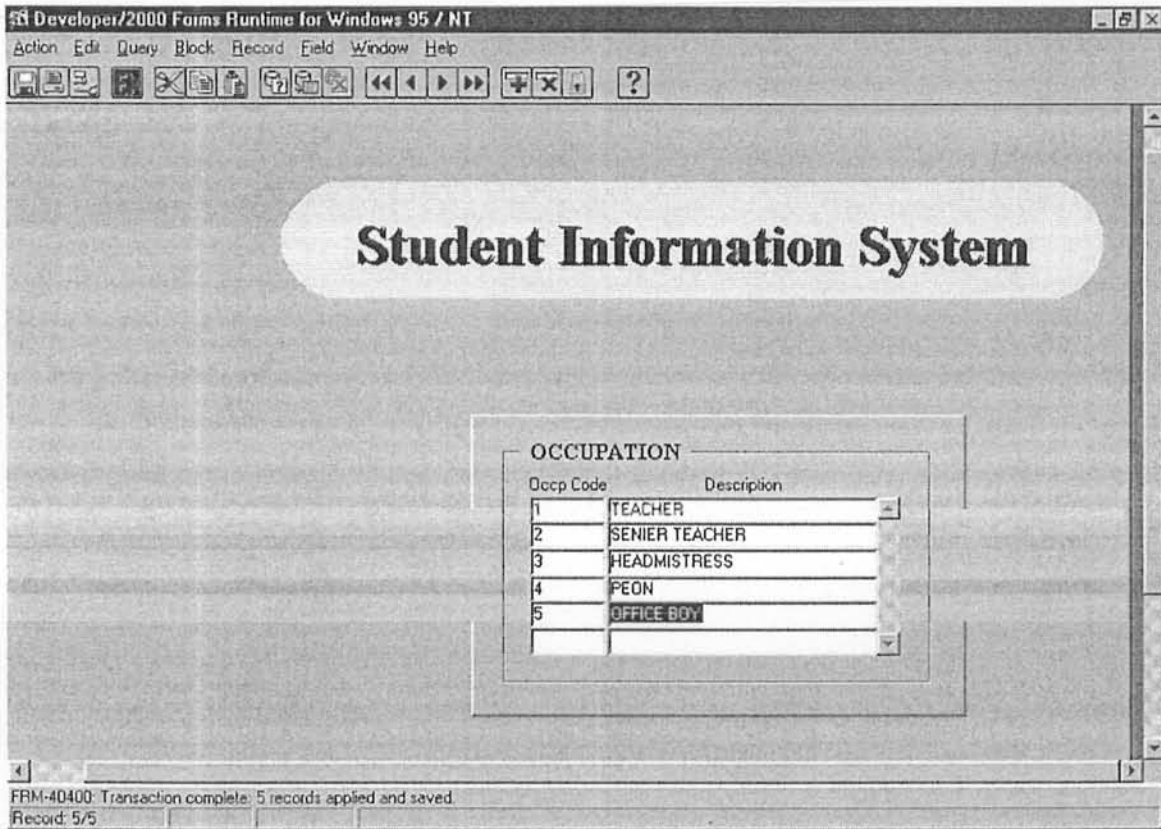 Developer/2000 Forms Runtime for Windows 95 / NT
Action Edit Query Block Record Field Window Help
?
Student Information System
OCCUPATION
Occp Code Description
1 TEACHER
2 SENIER TEACHER
3 HEADMISTRESS
4 PEON
5 OFFICE BOY
FRM-40400: Transaction complete: 5 records applied and saved.
Record: 5/5